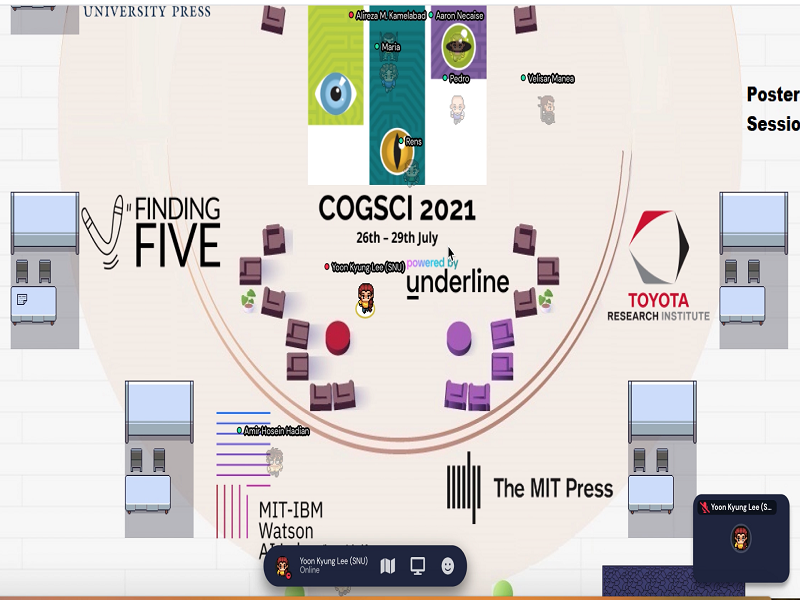 UNIVERSITY PRESS
Alireza M. Kamelabad
Aaron Necaise
Maria
Pedro
Velisar Manea
Poster
Sessio
Rens
FINDING
FIVE
COGSCI 2021
26th – 29th July
Yoon Kyung Lee (SNU)
powered by
underline
TOYOTA
RESEARCH INSTITUTE
Amir Hosein Hadian
The MIT Press
MIT-IBM
Watson
Yoon Kyung Lee (S...
Yoon Kyung Lee (SNU)
Online